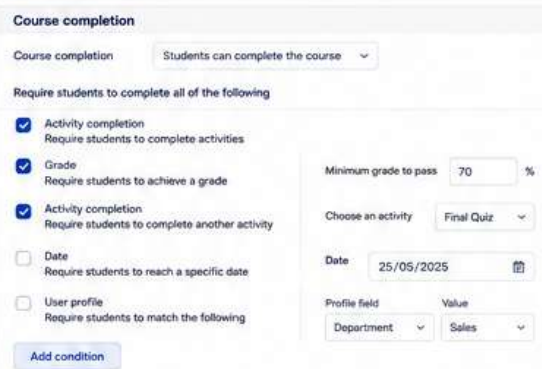 Course completion
Course completion Students can complete the course
Require students to complete all of the following
Activity completion
Require students to complete activities
Grade
Require students to achieve a grade
Minimum grade to pass 70 %
Activity completion
Require students to complete another activity
Choose an activity Final Quiz
Date
Require students to reach a specific date
Date 25/05/2025
User profile
Require students to match the following
Profile field Value
Department Sales
Add condition